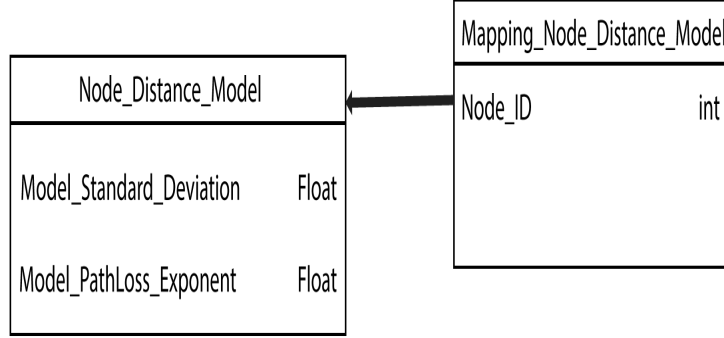 Mapping_Node_Distance_Model
Node_Distance_Model
Node_ID int
Model_Standard_Deviation Float
Model_PathLoss_Exponent Float